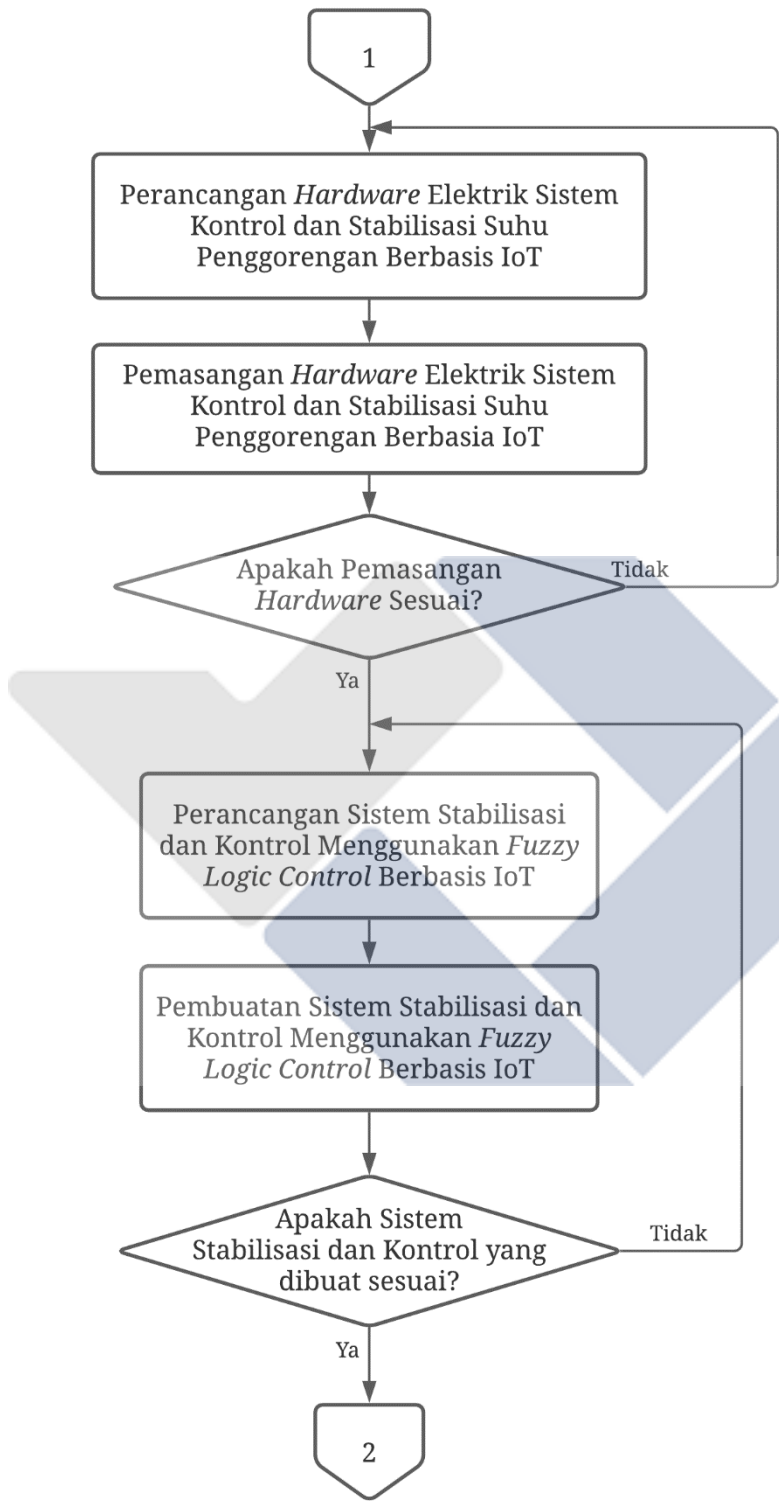 1
Perancangan Hardware Elektrik Sistem
Kontrol dan Stabilisasi Suhu
Penggorengan Berbasis IoT
Pemasangan Hardware Elektrik Sistem
Kontrol dan Stabilisasi Suhu
Penggorengan Berbasia IoT
Apakah Pemasangan
Hardware Sesuai?
Tidak
Ya
Perancangan Sistem Stabilisasi
dan Kontrol Menggunakan Fuzzy
Logic Control Berbasis IoT
Pembuatan Sistem Stabilisasi dan
Kontrol Menggunakan Fuzzy
Logic Control Berbasis IoT
Apakah Sistem
Stabilisasi dan Kontrol yang
dibuat sesuai?
Tidak
Ya
2